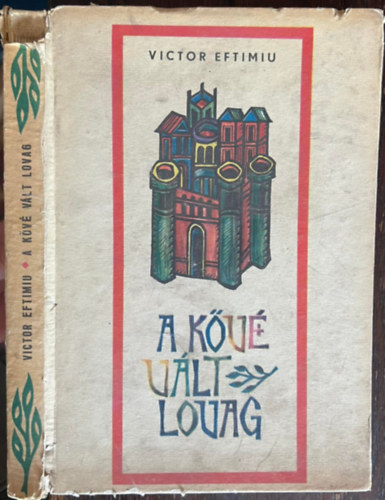 VICTOR EFTIMIU
A KŐVÉ
VÁLT
LOVAG
VICTOR EFTIMIU * A KŐVÉ VÁLT LOVAG